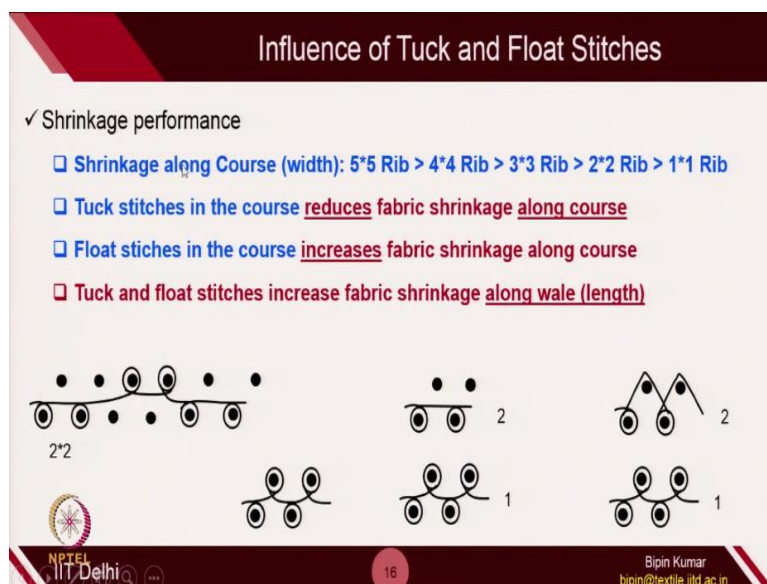 Influence of Tuck and Float Stitches
✓ Shrinkage performance
❑ Shrinkage along Course (width): 5*5 Rib > 4*4 Rib > 3*3 Rib > 2*2 Rib > 1*1 Rib
❑ Tuck stitches in the course reduces fabric shrinkage along course
❑ Float stiches in the course increases fabric shrinkage along course
❑ Tuck and float stitches increase fabric shrinkage along wale (length)
2
2
2*2
1
1
NPTEL
IIT Delhi
16
Bipin Kumar
bipin@textile.iitd.ac.in